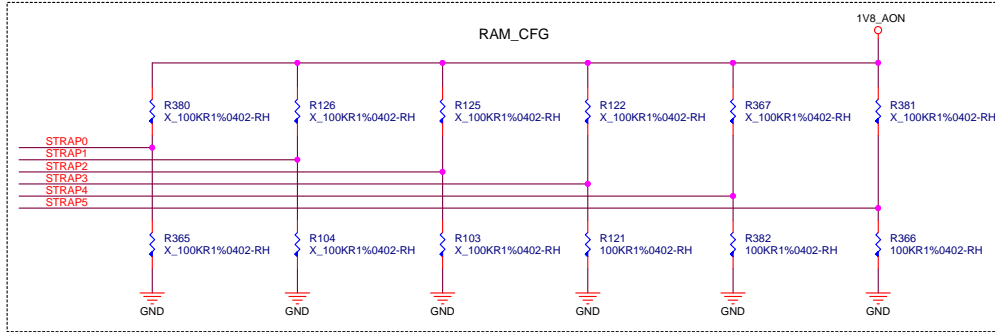 1V8_AON
RAM_CFG
R380
X_100KR1%0402-RH
R126
X_100KR1%0402-RH
R125
X_100KR1%0402-RH
R122
X_100KR1%0402-RH
R367
X_100KR1%0402-RH
R381
X_100KR1%0402-RH
STRAP0
STRAP1
STRAP2
STRAP3
STRAP4
STRAP5
R365
X_100KR1%0402-RH
R104
X_100KR1%0402-RH
R103
X_100KR1%0402-RH
R121
100KR1%0402-RH
R382
100KR1%0402-RH
R366
100KR1%0402-RH
GND
GND
GND
GND
GND
GND